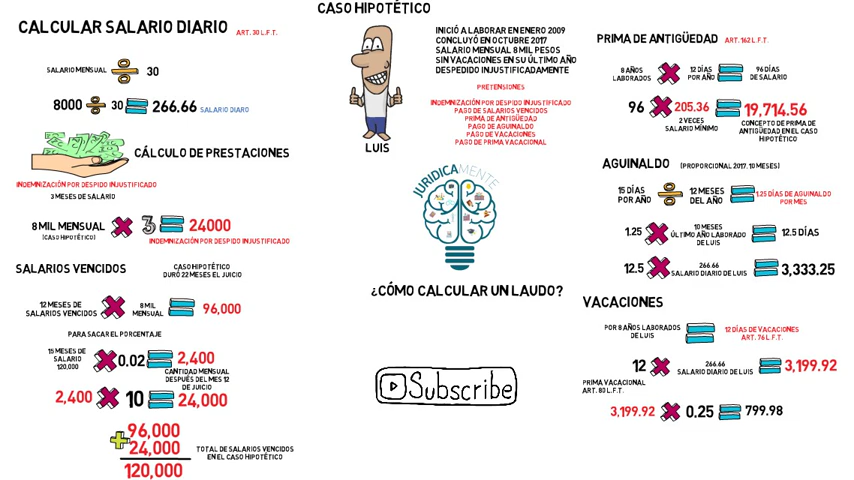 CALCULAR SALARIO DIARIO ART. 30 L.F.T.
SALARIO MENSUAL 30
8000 30 266.66 SALARIO DIARO
CÁLCULO DE PRESTACIONES
INDEMNIZACIÓN POR DESPIDO INJUSTIFICADO
3 MESES DE SALARIO
8 MIL MENSUAL 3 24000
(CASO HIPOTÉTICO)
INDEMNIZACIÓN POR DESPIDO INJUSTIFICADO
SALARIOS VENCIDOS
CASO HIPOTÉTICO
DURÓ 22 MESES EL JUICIO
12 MESES DE
SALARIOS VENCIDOS
8 MIL
MENSUAL
96,000
PARA SACAR EL PORCENTAJE
15 MESES DE
SALARIO
120,000
0.02 2,400
CANTIDAD MENSUAL
DESPUÉS DEL MES 12
DE JUICIO
2,400 10 24,000
96,000
+ 24,000
120,000
TOTAL DE SALARIOS VENCIDOS
EN EL CASO HIPOTÉTICO
CASO HIPOTÉTICO
LUIS
INICIÓ A LABORAR EN ENERO 2009
CONCLUYÓ EN OCTUBRE 2017
SALARIO MENSUAL 8 MIL PESOS
SIN VACACIONES EN SU ÚLTIMO AÑO
DESPEDIDO INJUSTIFICADAMENTE
PRETENSIONES
INDEMNIZACIÓN POR DESPIDO INJUSTIFICADO
PAGO DE SALARIOS VENCIDOS
PRIMA DE ANTIGÜEDAD
PAGO DE AGUINALDO
PAGO DE VACACIONES
PAGO DE PRIMA VACACIONAL
JURIDICAMENTE
¿CÓMO CALCULAR UN LAUDO?
Subscribe
PRIMA DE ANTIGÜEDAD ART. 162 L.F.T.
8 AÑOS
LABORADOS
12 DÍAS
POR AÑO
96 DÍAS
DE SALARIO
96 205.36 19,714.56
2 VECES
SALARIO MÍNIMO
CONCEPTO DE PRIMA DE
ANTIGÜEDAD EN EL CASO
HIPOTÉTICO
AGUINALDO (PROPORCIONAL 2017. 10 MESES)
15 DÍAS
POR AÑO
12 MESES
DEL AÑO
1.25 DÍAS DE AGUINALDO
POR MES
1.25
10 MESES
ÚLTIMO AÑO LABORADO
DE LUIS
12.5 DÍAS
12.5
266.66
SALARIO DIARIO DE LUIS
3,333.25
VACACIONES
POR 8 AÑOS LABORADOS
DE LUIS
12 DÍAS DE VACACIONES
ART. 76 L.F.T.
12
266.66
SALARIO DIARIO DE LUIS
3,199.92
PRIMA VACACIONAL
ART. 80 L.F.T.
3,199.92 0.25 799.98